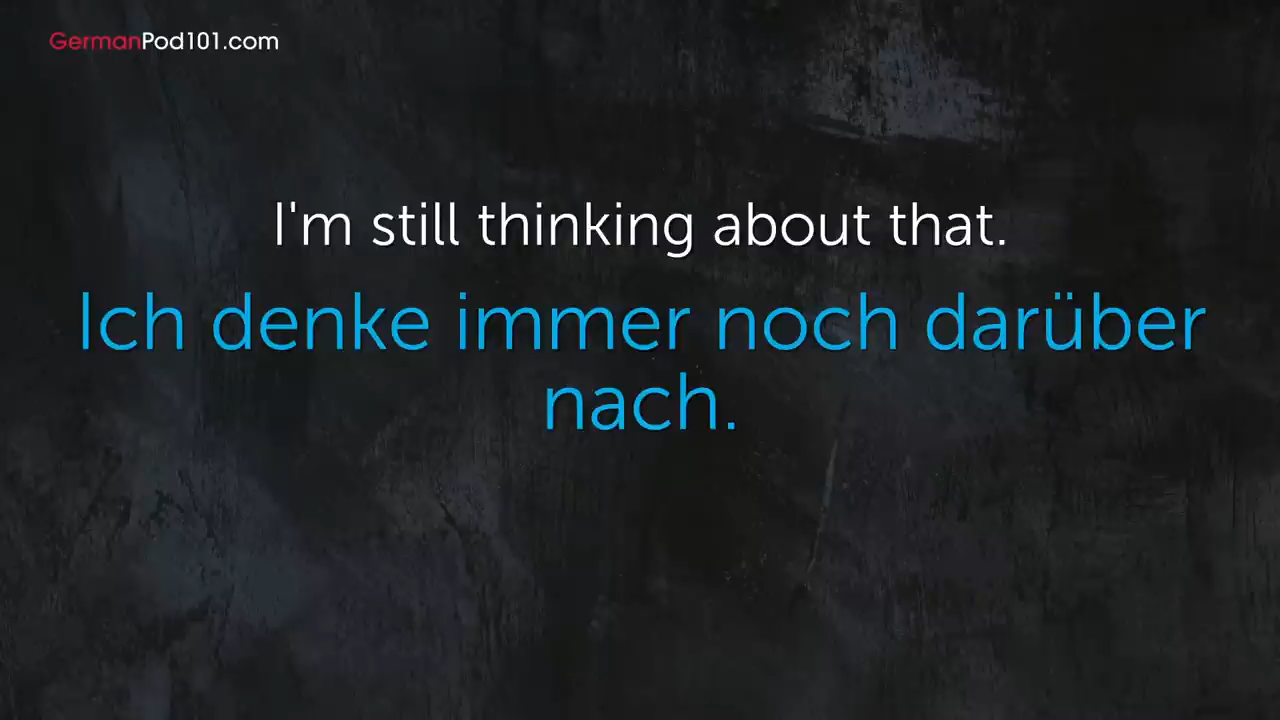 GermanPod101.com
I'm still thinking about that.
Ich denke immer noch darüber
nach.